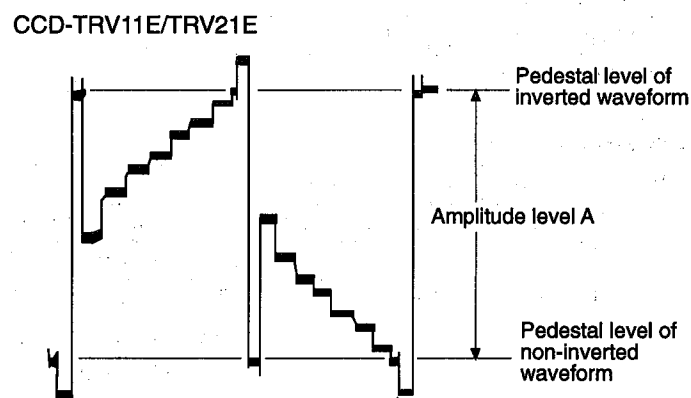 CCD-TRV11E/TRV21E
Pedestal level of
inverted waveform
Amplitude level A
Pedestal level of
non-inverted
waveform